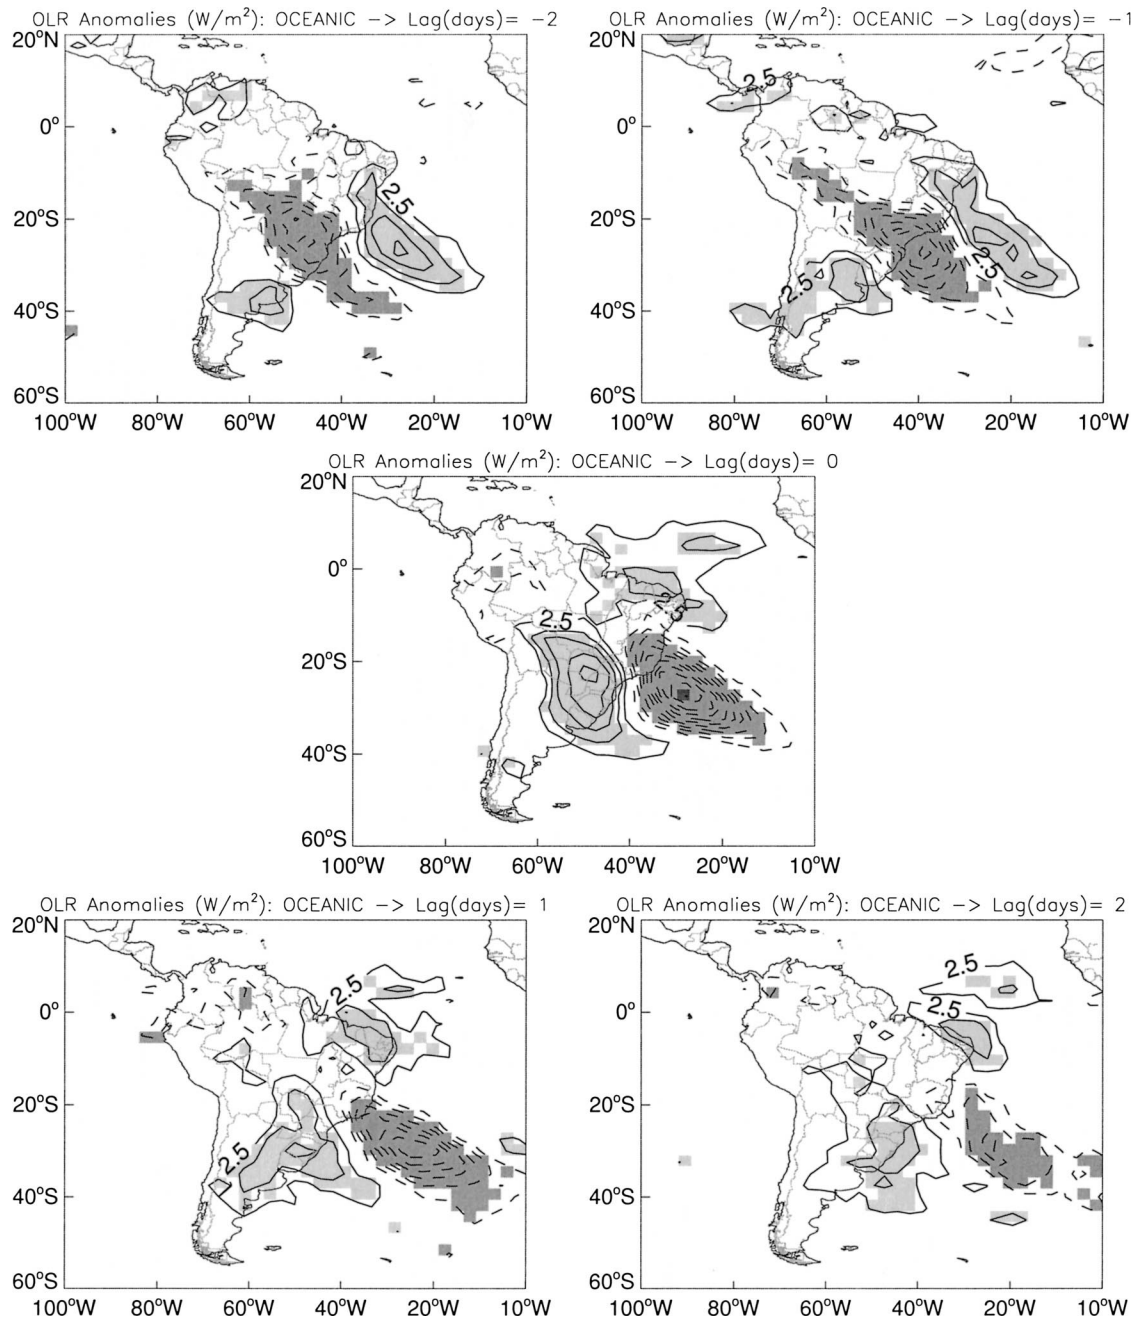 OLR Anomalies (W/m²): OCEANIC -> Lag(days)= -2
20°N
0°
20°S
40°S
60°S
100°W 80°W 60°W 40°W 20°W 10°W
2.5
OLR Anomalies (W/m²): OCEANIC -> Lag(days)= -1
20°N
0°
20°S
40°S
60°S
100°W 80°W 60°W 40°W 20°W 10°W
2.5
2.5
2.5
OLR Anomalies (W/m²): OCEANIC -> Lag(days)= 0
20°N
0°
20°S
40°S
60°S
100°W 80°W 60°W 40°W 20°W 10°W
2.5
2.5
OLR Anomalies (W/m²): OCEANIC -> Lag(days)= 1
20°N
0°
20°S
40°S
60°S
100°W 80°W 60°W 40°W 20°W 10°W
2.5
2.5
OLR Anomalies (W/m²): OCEANIC -> Lag(days)= 2
20°N
0°
20°S
40°S
60°S
100°W 80°W 60°W 40°W 20°W 10°W
2.5
2.5